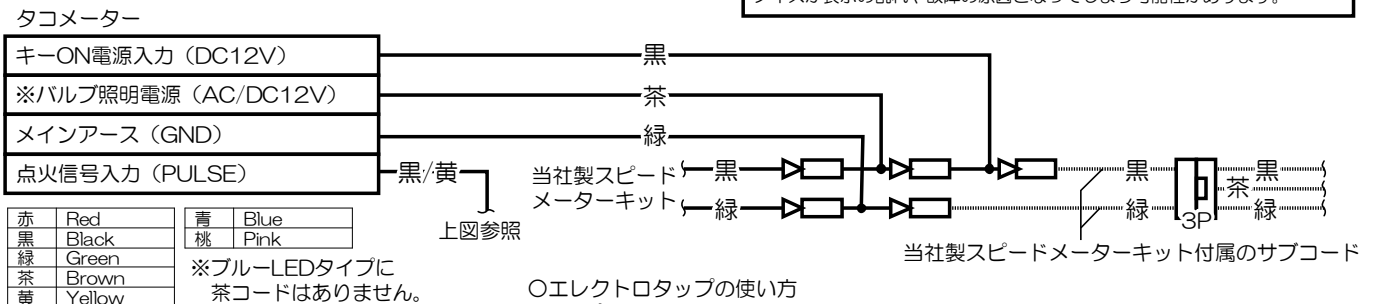 タコメーター
キーON電源入力（DC12V）
※バルブ照明電源（AC/DC12V）
メインアース（GND）
点火信号入力（PULSE）
黒
茶
緑
黒/黄
上図参照
当社製スピード
メーターキット
黒
緑
黒
緑
3P
黒
茶
緑
当社製スピードメーターキット付属のサブコード
赤 Red
黒 Black
緑 Green
茶 Brown
黄 Yellow
青 Blue
桃 Pink
※ブルーLEDタイプに
茶コードはありません。
○エレクトロタップの使い方